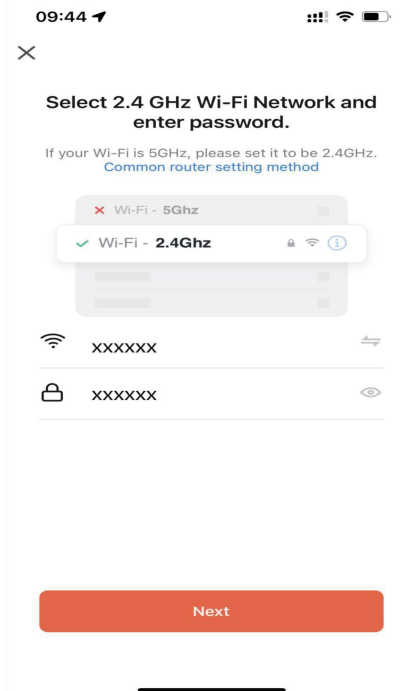 09:44
Select 2.4 GHz Wi-Fi Network and
enter password.
If your Wi-Fi is 5GHz, please set it to be 2.4GHz.
Common router setting method
Wi-Fi - 5Ghz
Wi-Fi - 2.4Ghz
xxxxxx
xxxxxx
Next